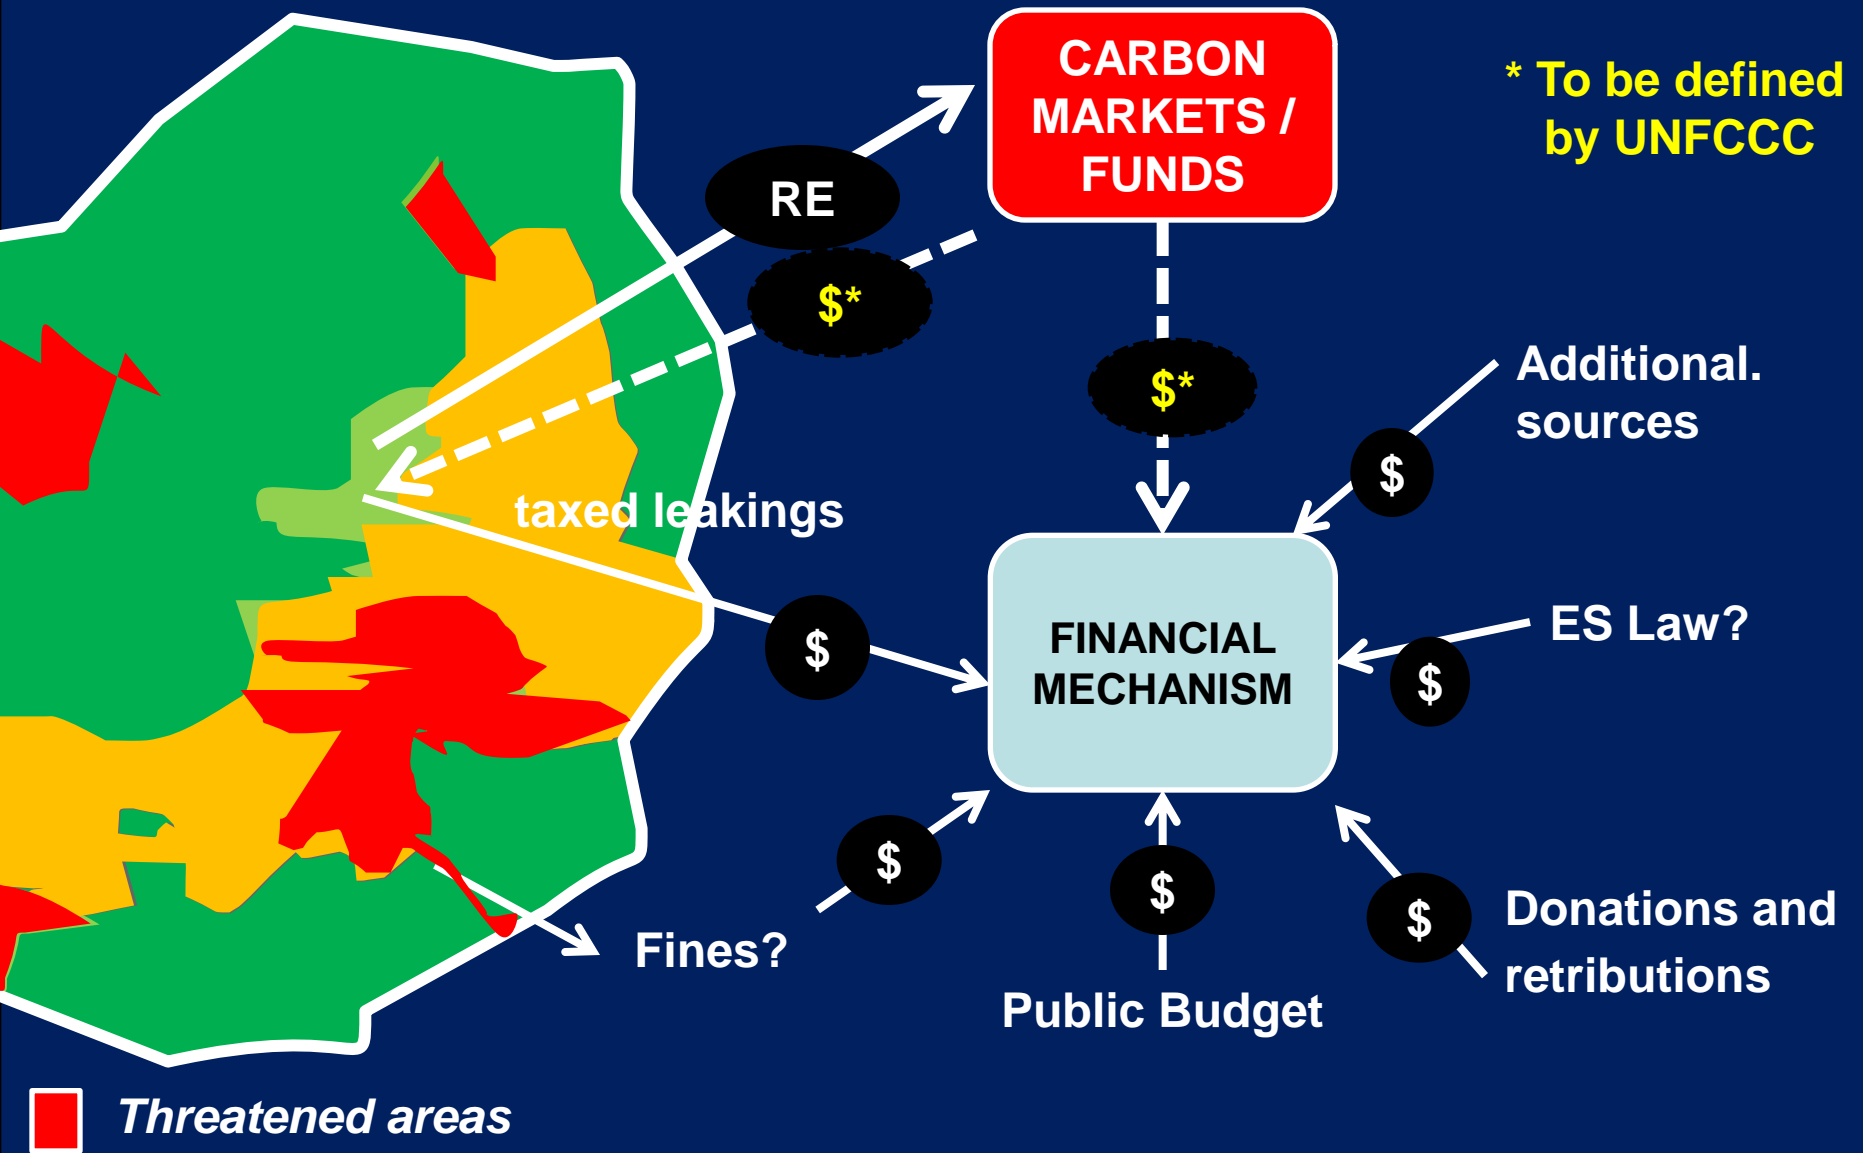 CARBON
MARKETS /
FUNDS
* To be defined
by UNFCCC
RE
$*
$*
Additional.
sources
$
taxed leakings
ES Law?
$
FINANCIAL
MECHANISM
$
$
$
$
Donations and
retributions
Fines?
Public Budget
Threatened areas